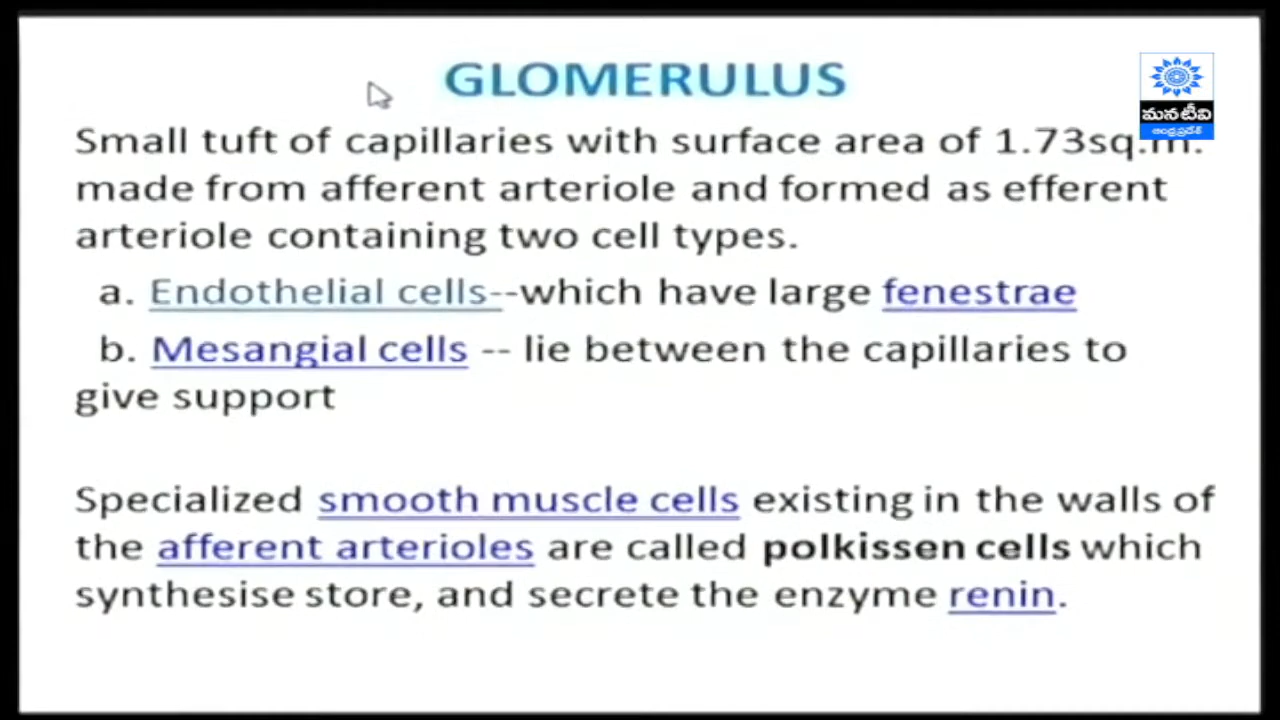 GLOMERULUS
మనటీవి
ఆంధ్రప్రదేశ్
Small tuft of capillaries with surface area of 1.73sq.m.
made from afferent arteriole and formed as efferent
arteriole containing two cell types.
a. Endothelial cells--which have large fenestrae
b. Mesangial cells -- lie between the capillaries to
give support
Specialized smooth muscle cells existing in the walls of
the afferent arterioles are called polkissen cells which
synthesise store, and secrete the enzyme renin.